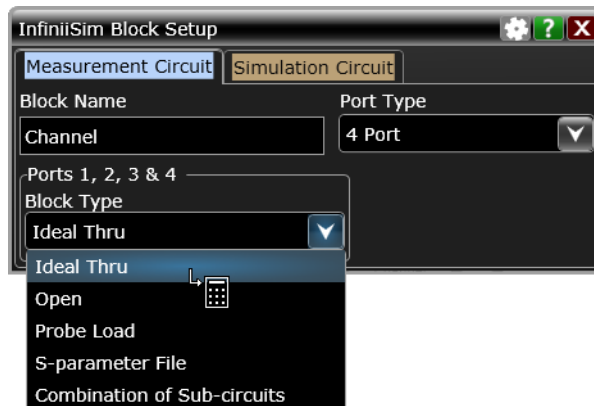 InfiniiSim Block Setup
?
X
Measurement Circuit
Simulation Circuit
Block Name
Port Type
Channel
4 Port
Ports 1, 2, 3 & 4
Block Type
Ideal Thru
Ideal Thru
Open
Probe Load
S-parameter File
Combination of Sub-circuits